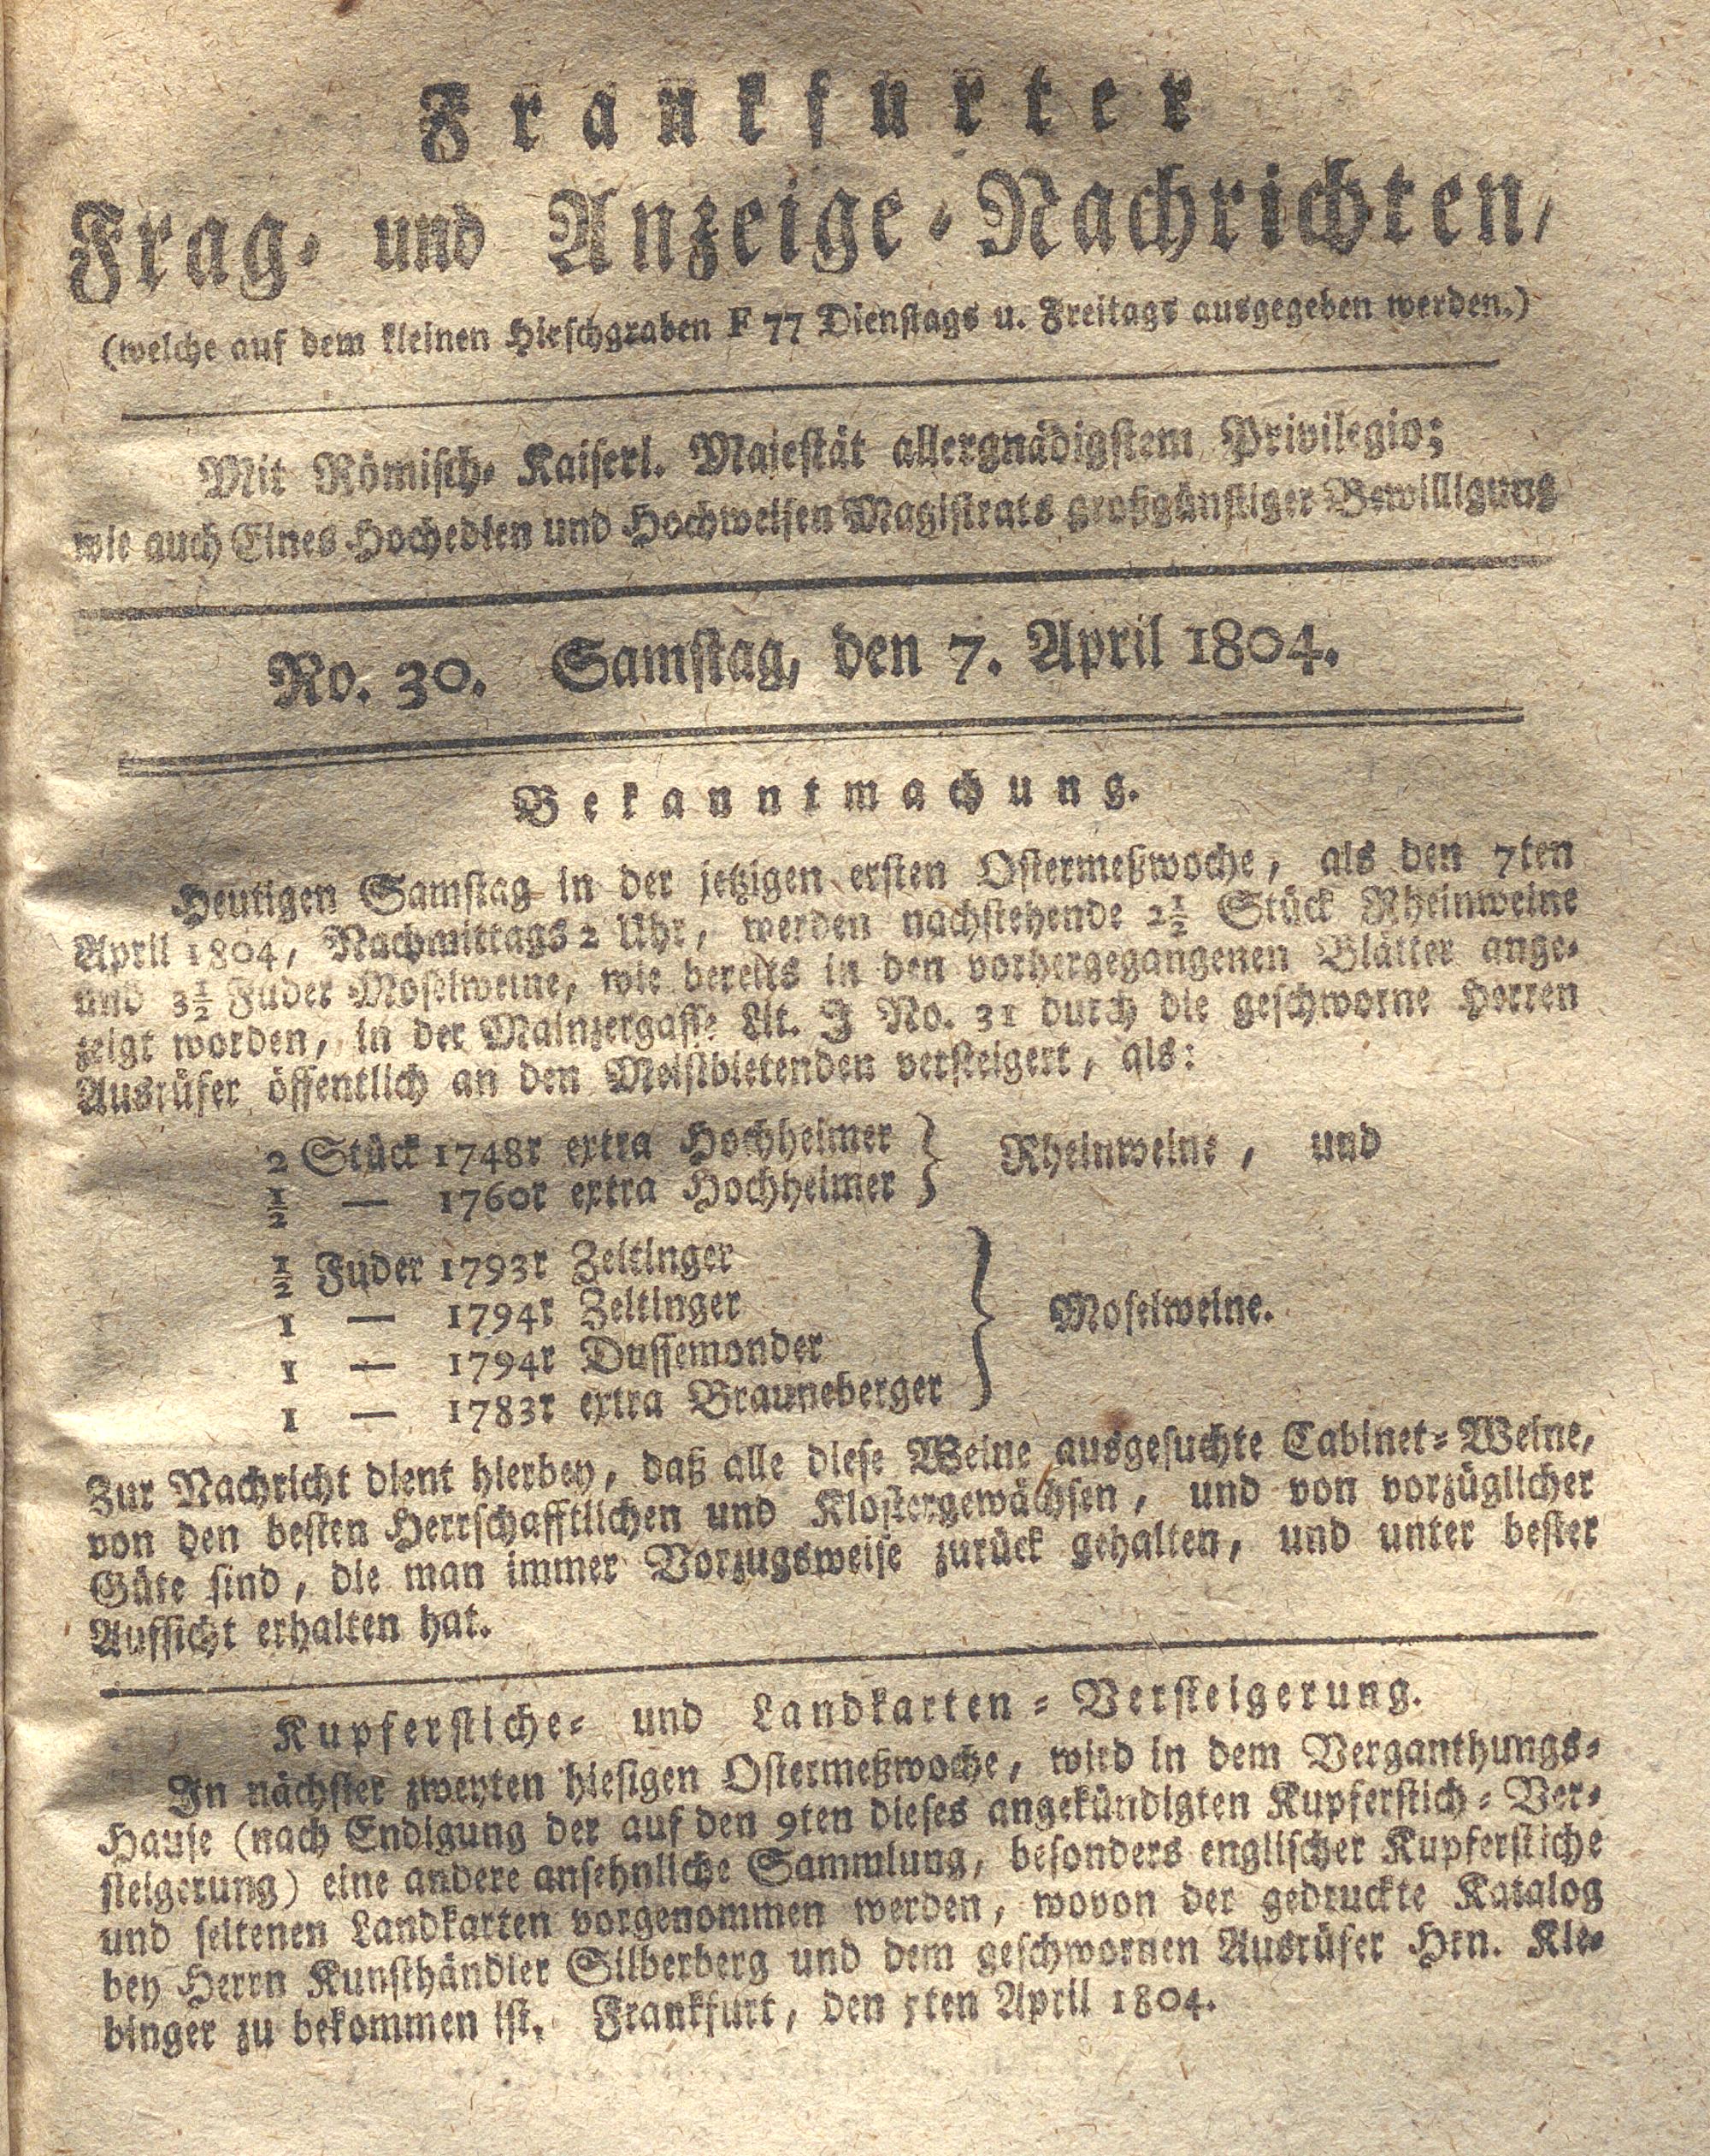 Frankfurter
Frag- und Anzeige-Nachrichten,
(welche auf dem kleinen Hirschgraben F 77 Dienstags u. Freitags ausgegeben werden.)
Mit Römisch- Kaiserl. Majestät allergnädigstem Privilegio;
wie auch Eines Hochedlen und Hochweisen Magistrats großgünstiger Bewilligung
No. 30. Samstag, den 7. April 1804.
Bekanntmachung.
Heutigen Samstag in der jetzigen ersten Ostermeßwoche, als den 7ten
April 1804, Nachmittags 2 Uhr, werden nachstehende 2½ Stück Rheinweine
und 3½ Fuder Moselweine, wie bereits in den vorhergegangenen Blätter ange-
zeigt worden, in der Mainzergasse Lit. J No. 31 durch die geschworne Herren
Ausrüfer öffentlich an den Meistbietenden versteigert, als:
2 Stück 1748r extra Hochheimer } Rheinweine, und
½ — 1760r extra Hochheimer
½ Fuder 1793r Zeltinger
1 — 1794r Zeltinger } Moselweine.
1 — 1794r Dussemonder
1 — 1783r extra Brauneberger
Zur Nachricht dient hierbey, daß alle diese Weine ausgesuchte Cabinet-Weine,
von den besten Herrschafftlichen und Klostergewächsen, und von vorzüglicher
Güte sind, die man immer Vorzugsweise zurück gehalten, und unter bester
Aufsicht erhalten hat.
Kupferstiche- und Landkarten-Versteigerung.
In nächster zweyten hiesigen Ostermeßwoche, wird in dem Verganthungs-
Hause (nach Endigung der auf den 9ten dieses angekündigten Kupferstich-Ver-
steigerung) eine andere ansehnliche Sammlung, besonders englischer Kupferstiche
und seltenen Landkarten vorgenommen werden, wovon der gedruckte Katalog
bey Herrn Kunsthändler Silberberg und dem geschwornen Ausrüfer Hrn. Kle-
binger zu bekommen ist. Frankfurt, den 5ten April 1804.